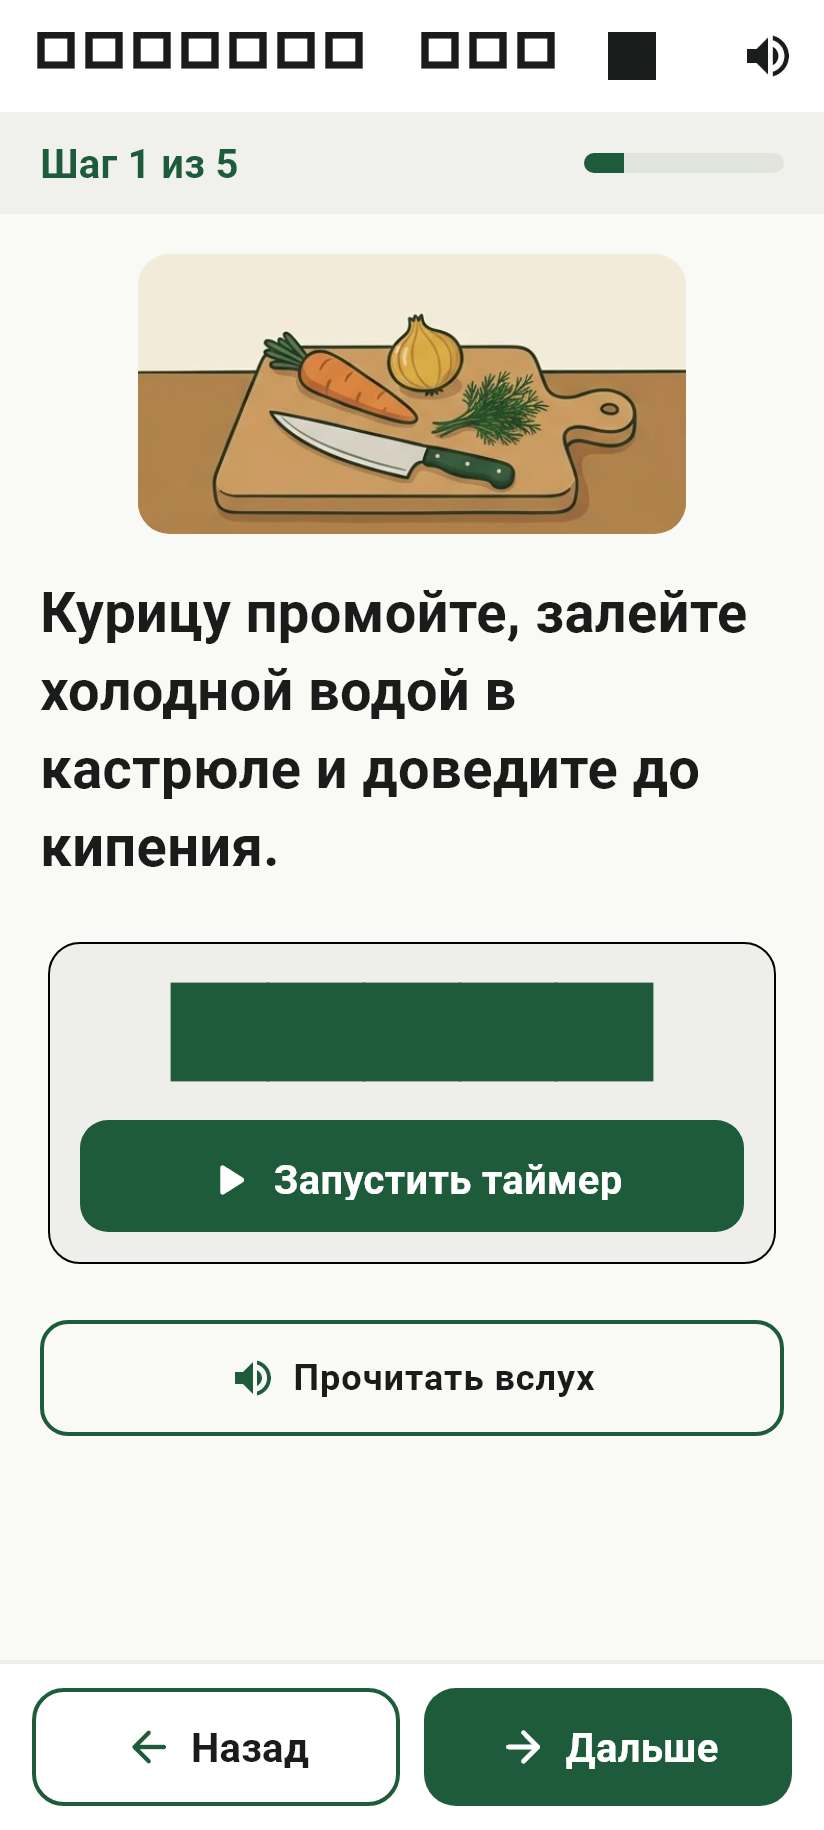 Шаг 1 из 5
Курицу промойте, залейте
холодной водой в
кастрюле и доведите до
кипения.
Запустить таймер
Прочитать вслух
Назад
Дальше